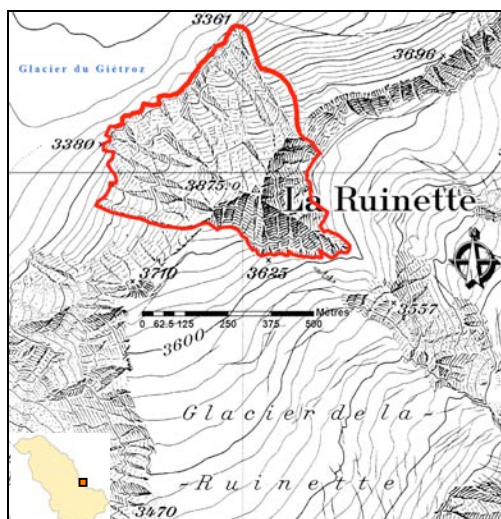 3361
3696
Glacier du Giétroz
3380
3875.0
La Ruinette
3710
3625
3557
Mètres
0 62.5 125 250 375 500
3600
Glacier de la
Ruinette
3470